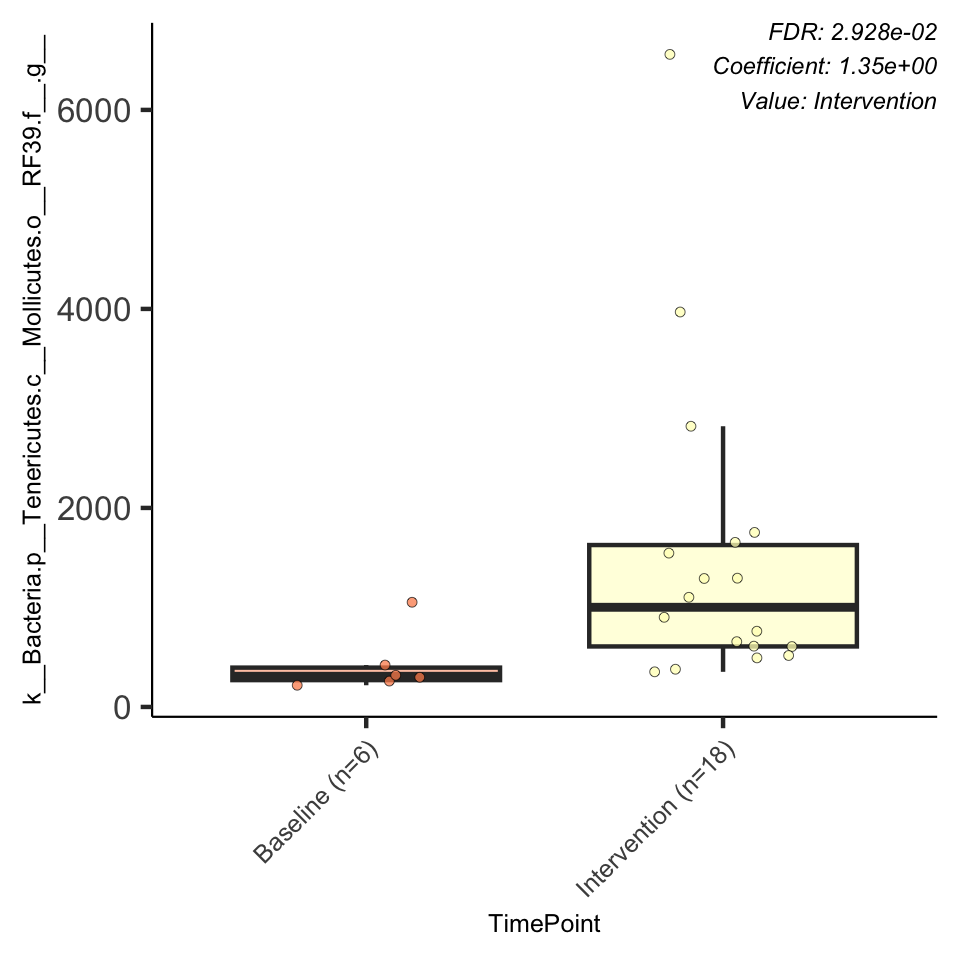 FDR: 2.928e-02
Coefficient: 1.35e+00
Value: Intervention
k__Bacteria.p__Tenericutes.c__Mollicutes.o__RF39.f__.g__
6000
4000
2000
0
Baseline (n=6)
Intervention (n=18)
TimePoint